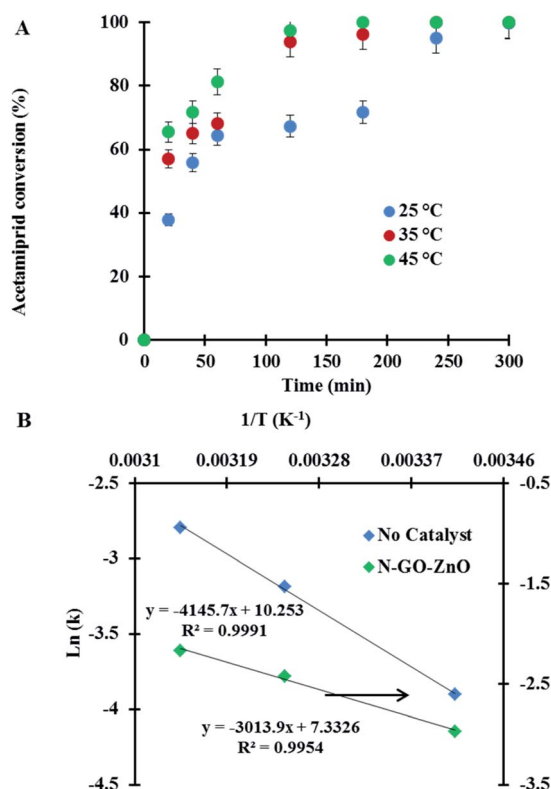 A
100
80
60
40
20
0
Acetamiprid conversion (%)
25 °C
35 °C
45 °C
0 50 100 150 200 250 300
Time (min)
B
1/T (K⁻¹)
0.0031 0.00319 0.00328 0.00337 0.00346
-2.5 -0.5
No Catalyst
N-GO-ZnO
-3
-1.5
Ln (k)
y = -4145.7x + 10.253
R² = 0.9991
-3.5
-2.5
-4
y = -3013.9x + 7.3326
R² = 0.9954
-4.5 -3.5